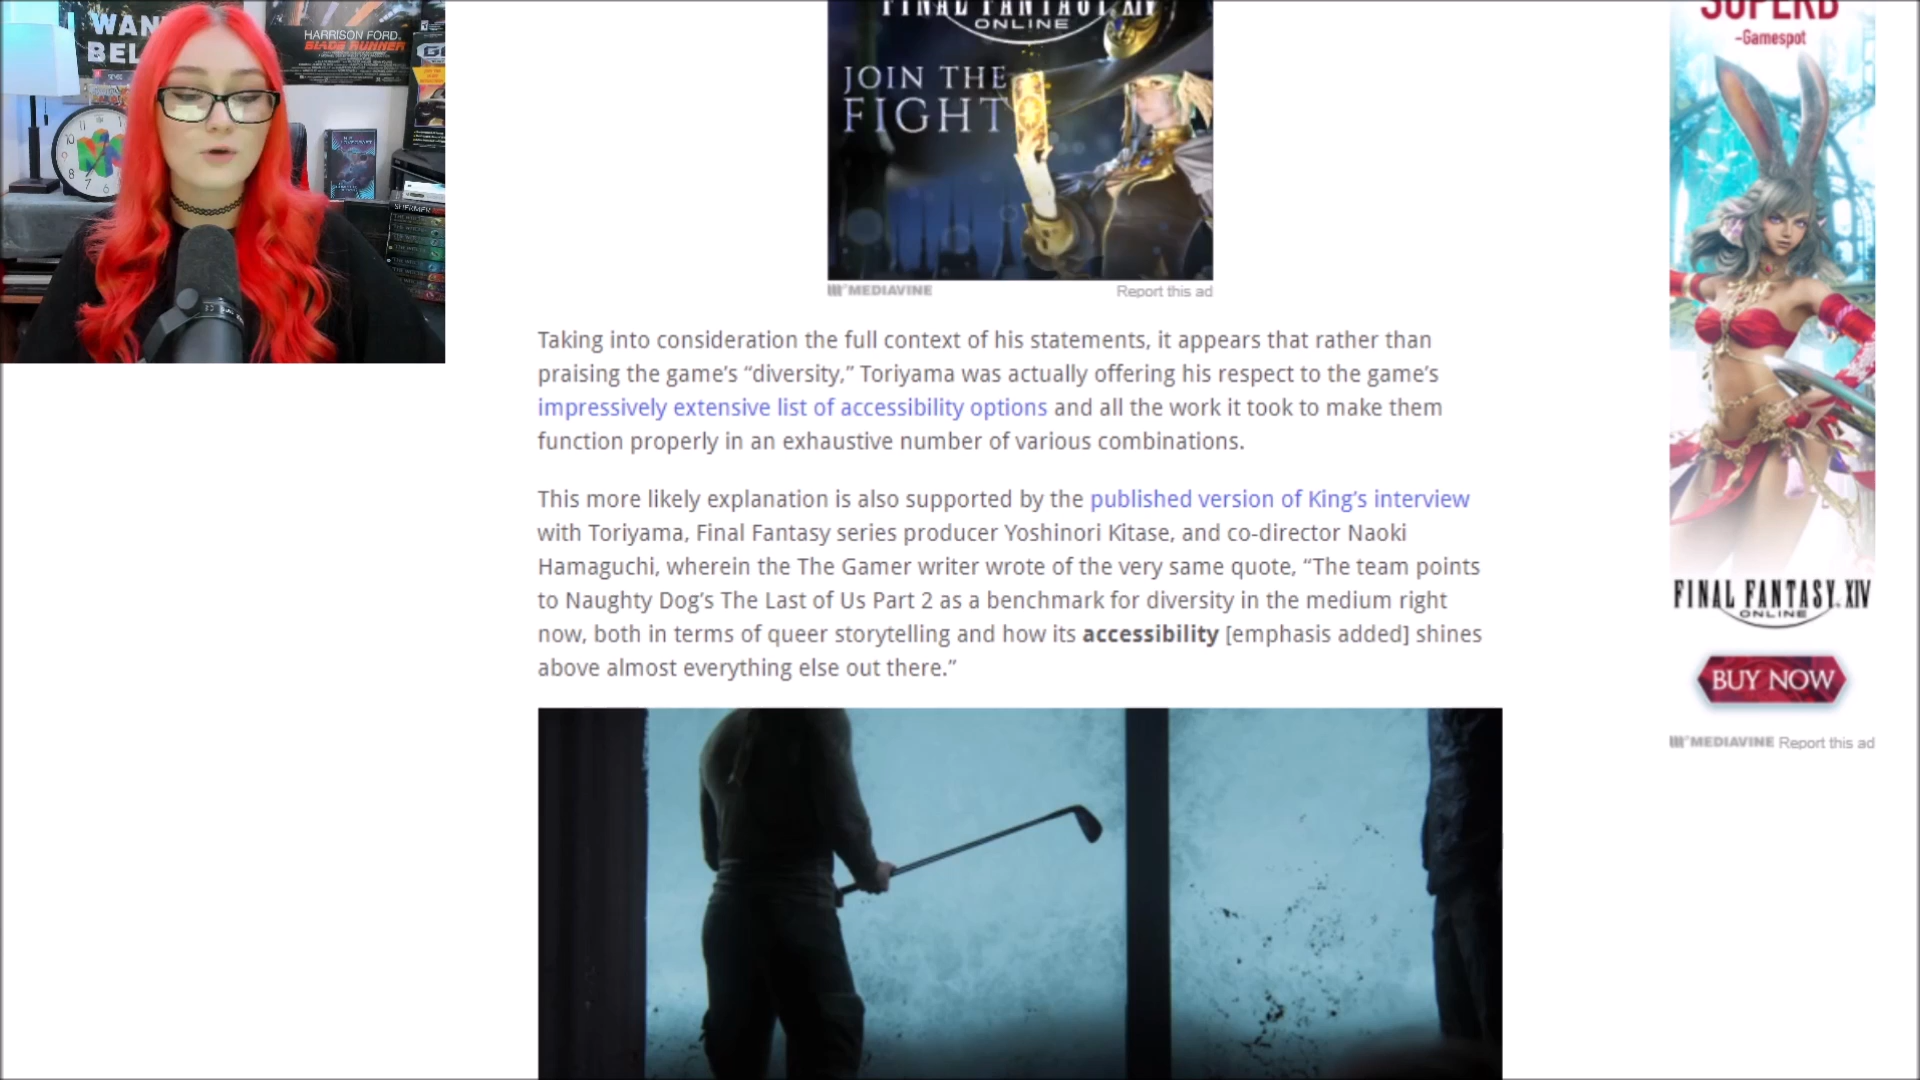 WAN
BEL
HARRISON FORD.
BLADE RUNNER
FINAL FANTASY XIV
ONLINE
JOIN THE
FIGHT
MEDIAVINE
Report this ad
Taking into consideration the full context of his statements, it appears that rather than
praising the game’s “diversity,” Toriyama was actually offering his respect to the game’s
impressively extensive list of accessibility options and all the work it took to make them
function properly in an exhaustive number of various combinations.
This more likely explanation is also supported by the published version of King’s interview
with Toriyama, Final Fantasy series producer Yoshinori Kitase, and co-director Naoki
Hamaguchi, wherein the The Gamer writer wrote of the very same quote, “The team points
to Naughty Dog’s The Last of Us Part 2 as a benchmark for diversity in the medium right
now, both in terms of queer storytelling and how its accessibility [emphasis added] shines
above almost everything else out there.”
SUPERB
-Gamespot
FINAL FANTASY XIV
ONLINE
BUY NOW
MEDIAVINE Report this ad